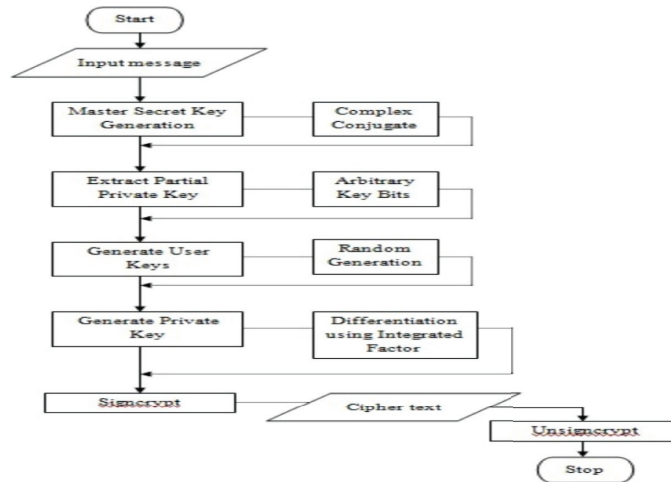 Start
Input message
Master Secret Key
Generation
Complex
Conjugate
Extract Partial
Private Key
Arbitrary
Key Bits
Generate User
Keys
Random
Generation
Generate Private
Key
Differentiation
using Integrated
Factor
Signcrypt
Cipher text
Unsigncrypt
Stop